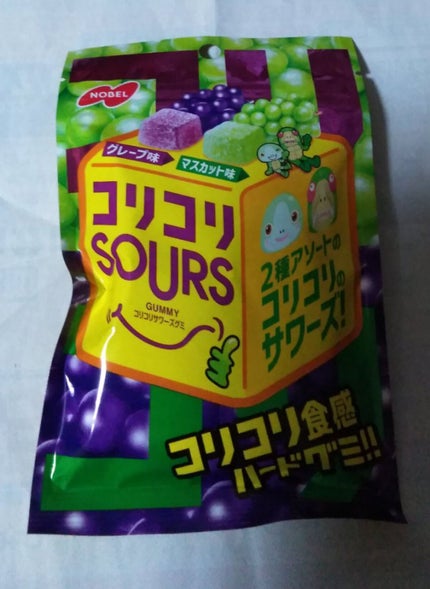 NOBEL
グレープ味
マスカット味
コリコリ
SOURS
GUMMY
コリコリサワーズグミ
2種アソートの
コリコリの
サワーズ!
コリコリ食感
ハードグミ!!